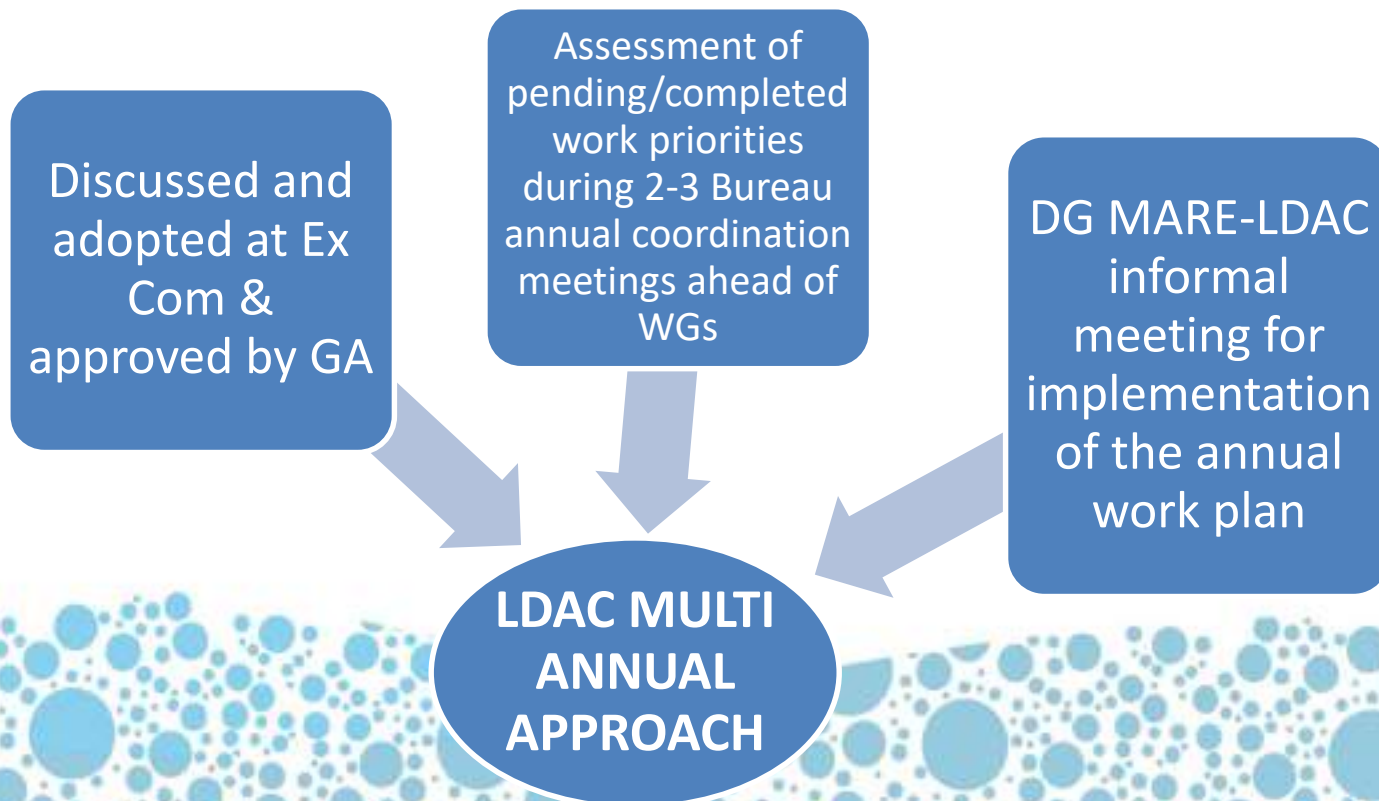 Discussed and
adopted at Ex
Com &
approved by GA
Assessment of
pending/completed
work priorities
during 2-3 Bureau
annual coordination
meetings ahead of
WGs
DG MARE-LDAC
informal
meeting for
implementation
of the annual
work plan
LDAC MULTI
ANNUAL
APPROACH